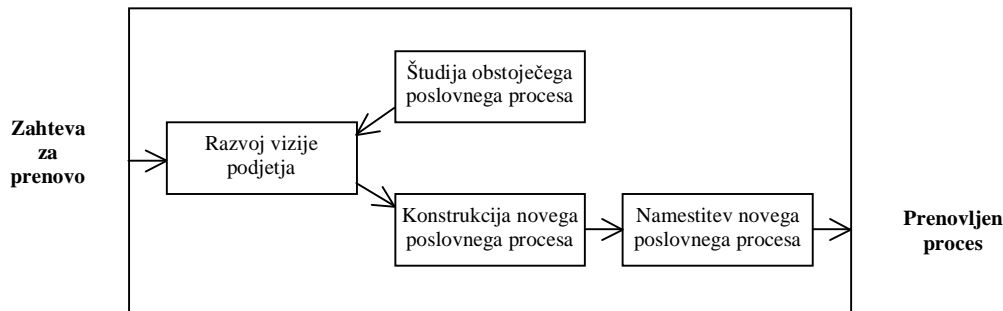 Zahteva
za
prenovo
Razvoj vizije
podjetja
Študija obstoječega
poslovnega procesa
Konstrukcija novega
poslovnega procesa
Namestitev novega
poslovnega procesa
Prenovljen
proces